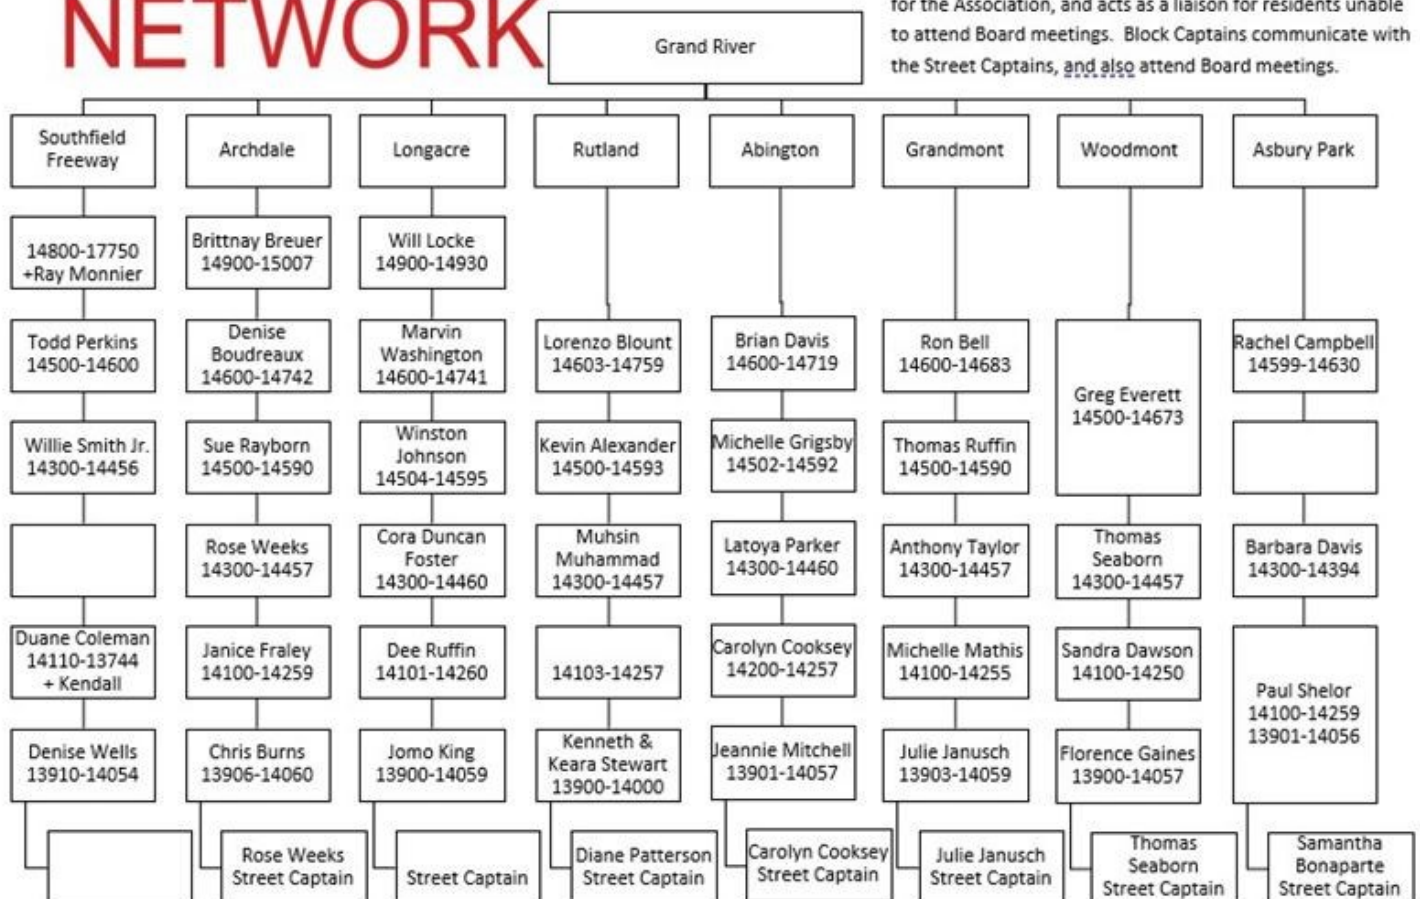 NETWORK
for the Association, and acts as a liaison for residents unable
to attend Board meetings.  Block Captains communicate with
the Street Captains, and also attend Board meetings.
Grand River
Southfield
Freeway
Archdale
Longacre
Rutland
Abington
Grandmont
Woodmont
Asbury Park
14800-17750
+Ray Monnier
Brittnay Breuer
14900-15007
Will Locke
14900-14930
Todd Perkins
14500-14600
Denise
Boudreaux
14600-14742
Marvin
Washington
14600-14741
Lorenzo Blount
14603-14759
Brian Davis
14600-14719
Ron Bell
14600-14683
Greg Everett
14500-14673
Rachel Campbell
14599-14630
Willie Smith Jr.
14300-14456
Sue Rayborn
14500-14590
Winston
Johnson
14504-14595
Kevin Alexander
14500-14593
Michelle Grigsby
14502-14592
Thomas Ruffin
14500-14590
Rose Weeks
14300-14457
Cora Duncan
Foster
14300-14460
Muhsin
Muhammad
14300-14457
Latoya Parker
14300-14460
Anthony Taylor
14300-14457
Thomas
Seaborn
14300-14457
Barbara Davis
14300-14394
Duane Coleman
14110-13744
+ Kendall
Janice Fraley
14100-14259
Dee Ruffin
14101-14260
14103-14257
Carolyn Cooksey
14200-14257
Michelle Mathis
14100-14255
Sandra Dawson
14100-14250
Paul Shelor
14100-14259
13901-14056
Denise Wells
13910-14054
Chris Burns
13906-14060
Jomo King
13900-14059
Kenneth &
Keara Stewart
13900-14000
Jeannie Mitchell
13901-14057
Julie Janusch
13903-14059
Florence Gaines
13900-14057
Rose Weeks
Street Captain
Street Captain
Diane Patterson
Street Captain
Carolyn Cooksey
Street Captain
Julie Janusch
Street Captain
Thomas
Seaborn
Street Captain
Samantha
Bonaparte
Street Captain